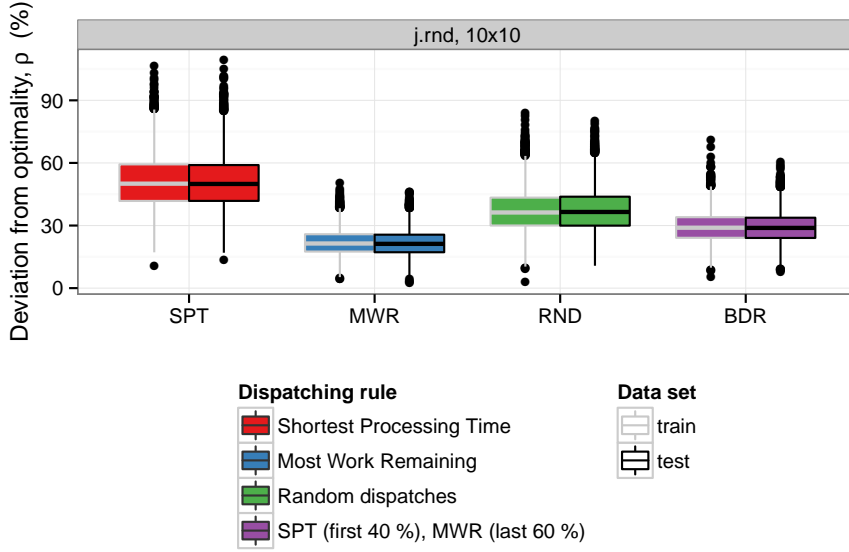 j.rnd, 10x10
Deviation from optimality, ρ (%)
90
60
30
0
SPT MWR RND BDR
Dispatching rule
Shortest Processing Time
Most Work Remaining
Random dispatches
SPT (first 40 %), MWR (last 60 %)
Data set
train
test